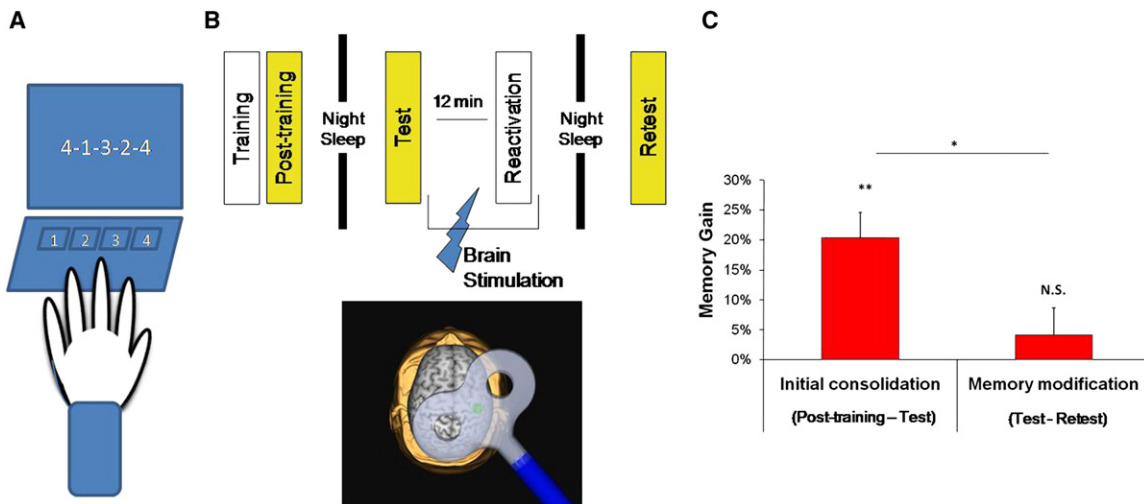 A
4-1-3-2-4
1 2 3 4
B
Training
Post-training
Night
Sleep
Test
12 min
Reactivation
Night
Sleep
Retest
Brain
Stimulation
C
*
Memory Gain
30%
25%
20%
15%
10%
5%
0%
**
N.S.
Initial consolidation
(Post-training – Test)
Memory modification
(Test - Retest)